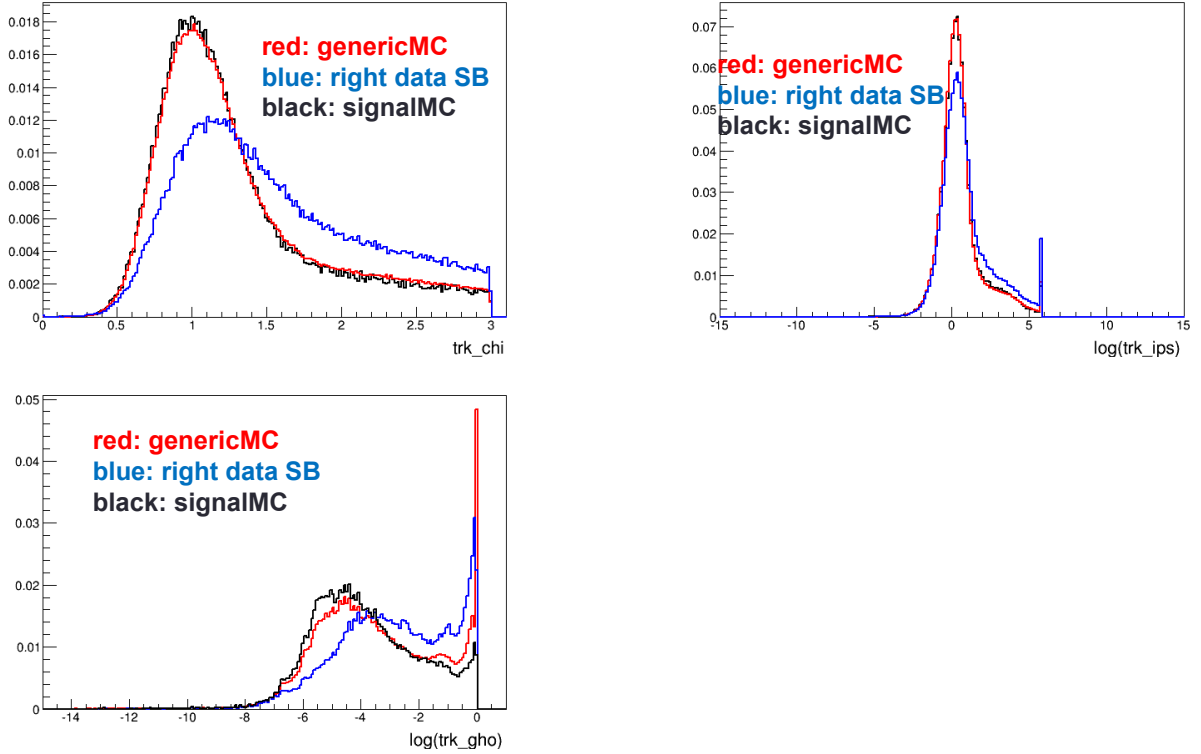 0.018
0.016
0.014
0.012
0.01
0.008
0.006
0.004
0.002
0
red: genericMC
blue: right data SB
black: signalMC
0 0.5 1 1.5 2 2.5 3
trk_chi
0.07
0.06
0.05
0.04
0.03
0.02
0.01
0
red: genericMC
blue: right data SB
black: signalMC
-15 -10 -5 0 5 10 15
log(trk_ips)
0.05
0.04
0.03
0.02
0.01
0
red: genericMC
blue: right data SB
black: signalMC
-14 -12 -10 -8 -6 -4 -2 0
log(trk_gho)